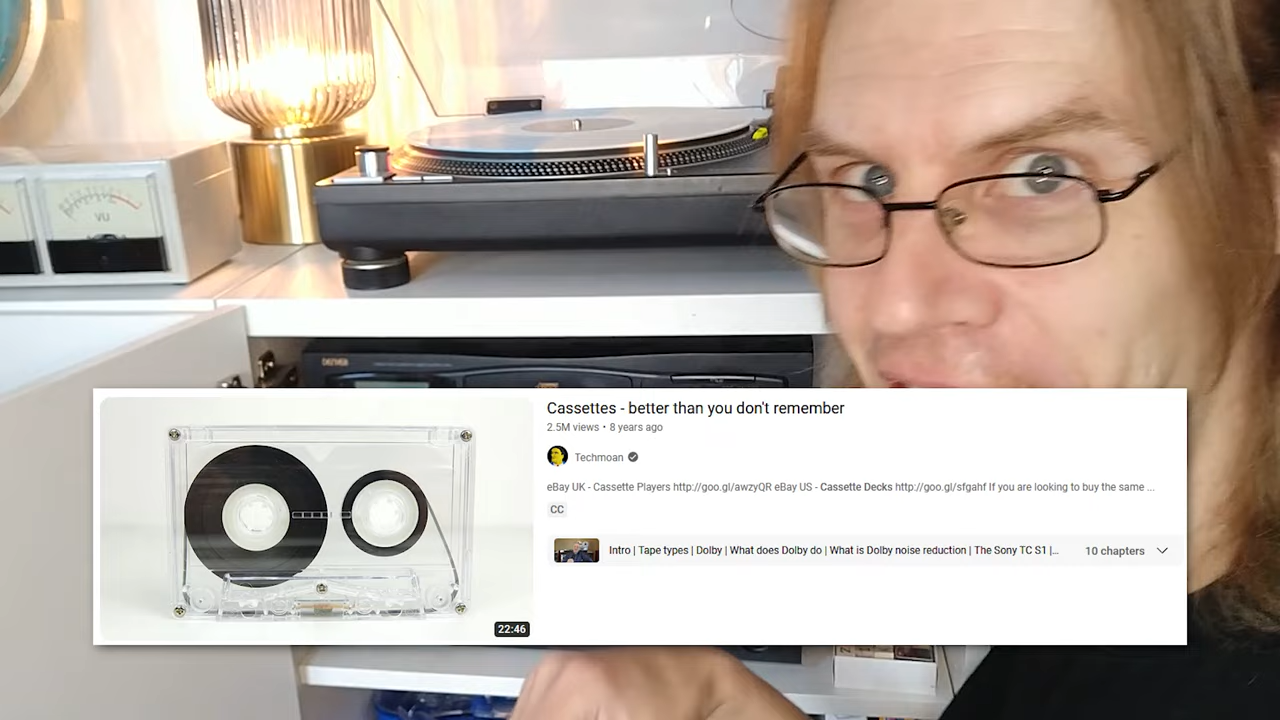 VU
DENVER
Cassettes - better than you don't remember
2.5M views • 8 years ago
Techmoan
eBay UK - Cassette Players http://goo.gl/awzyQR eBay US - Cassette Decks http://goo.gl/sfgahf If you are looking to buy the same ...
CC
Intro | Tape types | Dolby | What does Dolby do | What is Dolby noise reduction | The Sony TC S1 |...
10 chapters
22:46